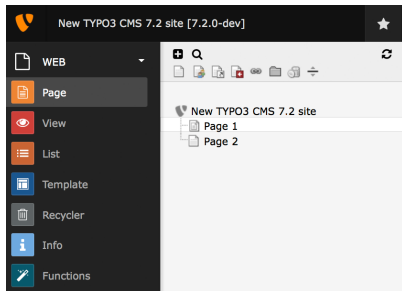 New TYPO3 CMS 7.2 site [7.2.0-dev]
WEB
Page
View
List
Template
Recycler
Info
Functions
New TYPO3 CMS 7.2 site
Page 1
Page 2